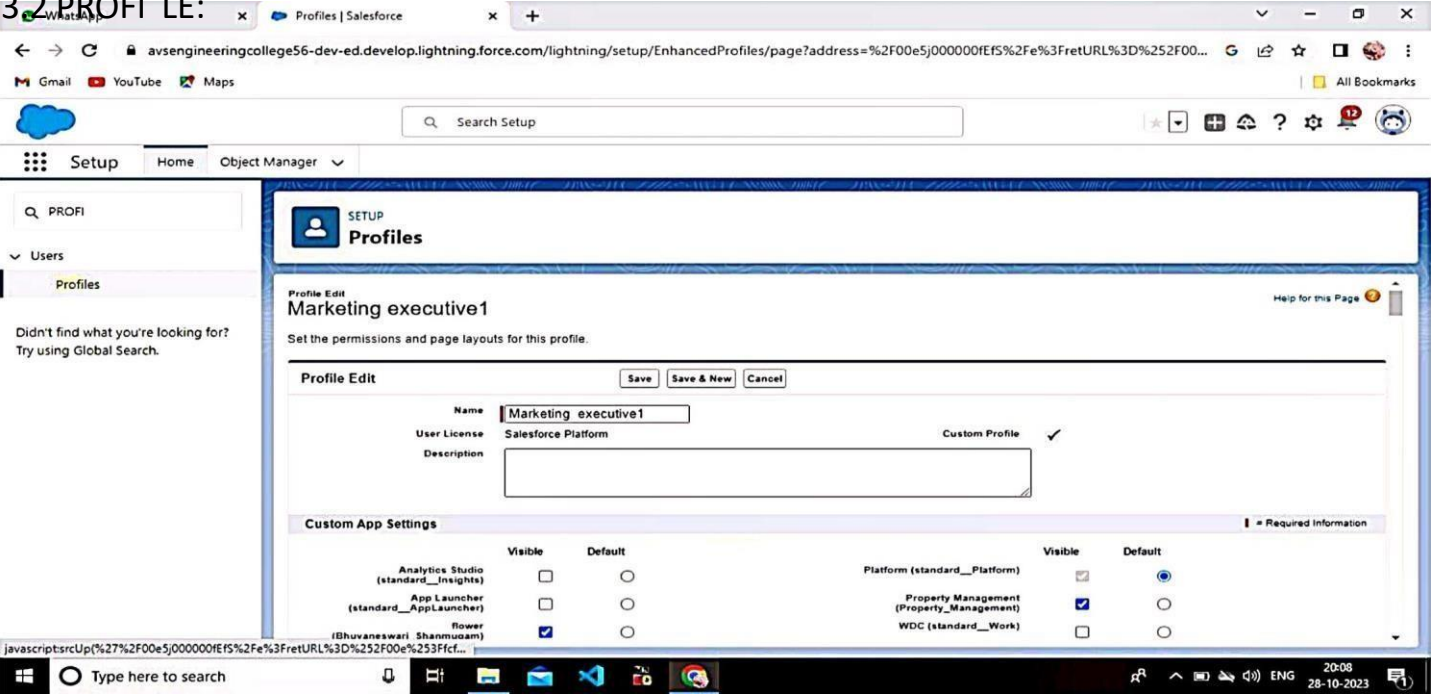 3.2 PROFI LE:
WhatsApp
Profiles | Salesforce
avsengineeringcollege56-dev-ed.develop.lightning.force.com/lightning/setup/EnhancedProfiles/page?address=%2F00e5j000000fEfS%2Fe%3FretURL%3D%252F00...
Gmail YouTube Maps All Bookmarks
Search Setup
12
Setup Home Object Manager
PROFI
Users
Profiles
Didn't find what you're looking for?
Try using Global Search.
SETUP
Profiles
Profile Edit
Marketing executive1
Help for this Page
Set the permissions and page layouts for this profile.
Profile Edit Save Save & New Cancel
Name Marketing executive1
User License Salesforce Platform Custom Profile
Description
Custom App Settings = Required Information
Visible Default Visible Default
Analytics Studio
(standard__Insights)
Platform (standard__Platform)
App Launcher
(standard__AppLauncher)
Property Management
(Property_Management)
flower
(Bhuvaneswari Shanmugam)
WDC (standard__Work)
javascript:srcUp(%27%2F00e5j000000fEfS%2Fe%3FretURL%3D%252F00e%253Ffcf...
Type here to search
ENG
20:08
28-10-2023
1